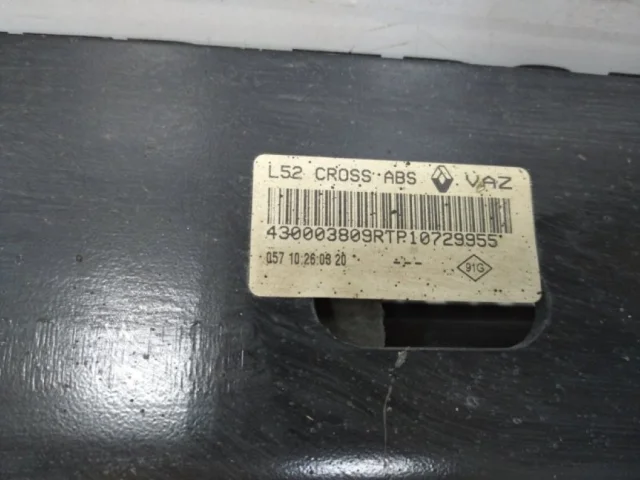 L52 CROSS ABS VAZ
430003809RTP10729955
057 10:26:08 20 ---
91G